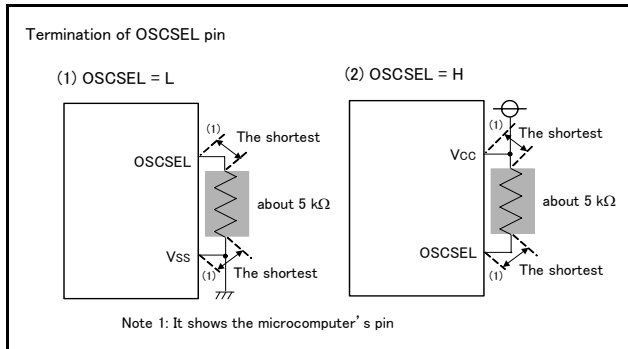 Termination of OSCSEL pin
(1) OSCSEL = L
(2) OSCSEL = H
(1)
The shortest
OSCSEL
about 5 kΩ
Vss
(1)
The shortest
(1)
The shortest
Vcc
about 5 kΩ
OSCSEL
(1)
The shortest
Note 1: It shows the microcomputer's pin